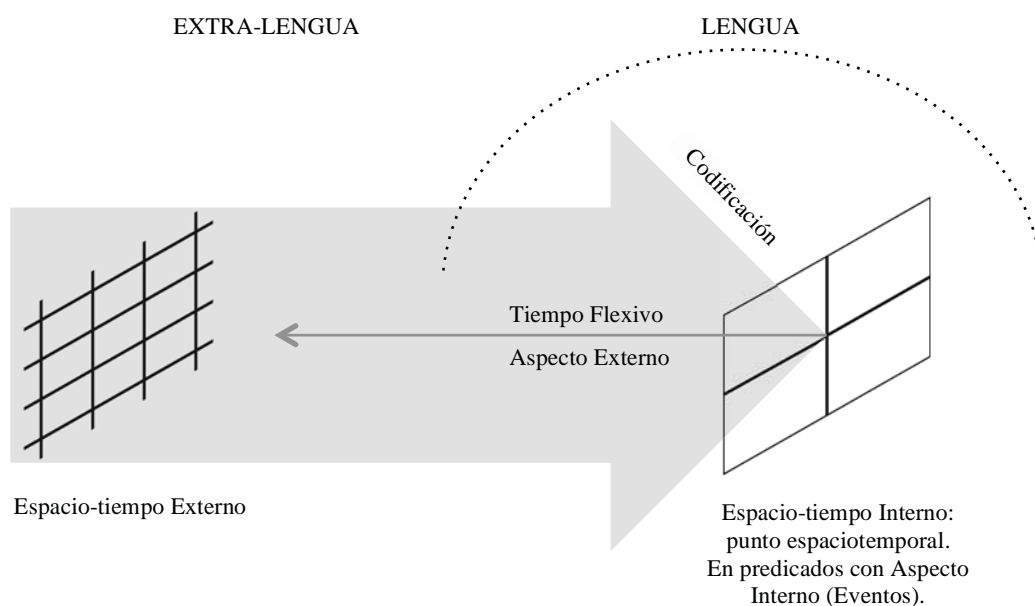 EXTRA-LENGUA
LENGUA
Codificación
Tiempo Flexivo
Aspecto Externo
Espacio-tiempo Externo
Espacio-tiempo Interno:
punto espaciotemporal.
En predicados con Aspecto
Interno (Eventos).